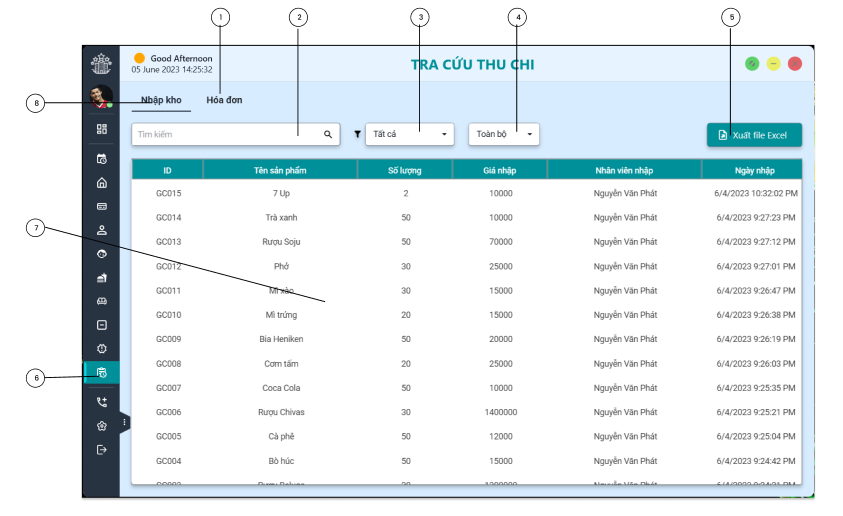 1
2
3
4
5
Good Afternoon
05 June 2023 14:25:32
TRA CỨU THU CHI
8
Nhập kho
Hóa đơn
Tìm kiếm
Tất cả
Toàn bộ
Xuất file Excel
ID Tên sản phẩm Số lượng Giá nhập Nhân viên nhập Ngày nhập
GC015 7 Up 2 10000 Nguyễn Văn Phát 6/4/2023 10:32:02 PM
GC014 Trà xanh 50 10000 Nguyễn Văn Phát 6/4/2023 9:27:23 PM
7
GC013 Rượu Soju 50 70000 Nguyễn Văn Phát 6/4/2023 9:27:12 PM
GC012 Phở 30 25000 Nguyễn Văn Phát 6/4/2023 9:27:01 PM
GC011 Mì xào 30 15000 Nguyễn Văn Phát 6/4/2023 9:26:47 PM
GC010 Mì trứng 20 15000 Nguyễn Văn Phát 6/4/2023 9:26:38 PM
GC009 Bia Heniken 50 20000 Nguyễn Văn Phát 6/4/2023 9:26:19 PM
GC008 Cơm tấm 20 25000 Nguyễn Văn Phát 6/4/2023 9:26:03 PM
6
GC007 Coca Cola 50 10000 Nguyễn Văn Phát 6/4/2023 9:25:35 PM
GC006 Rượu Chivas 30 1400000 Nguyễn Văn Phát 6/4/2023 9:25:21 PM
GC005 Cà phê 50 12000 Nguyễn Văn Phát 6/4/2023 9:25:04 PM
GC004 Bò húc 50 15000 Nguyễn Văn Phát 6/4/2023 9:24:42 PM